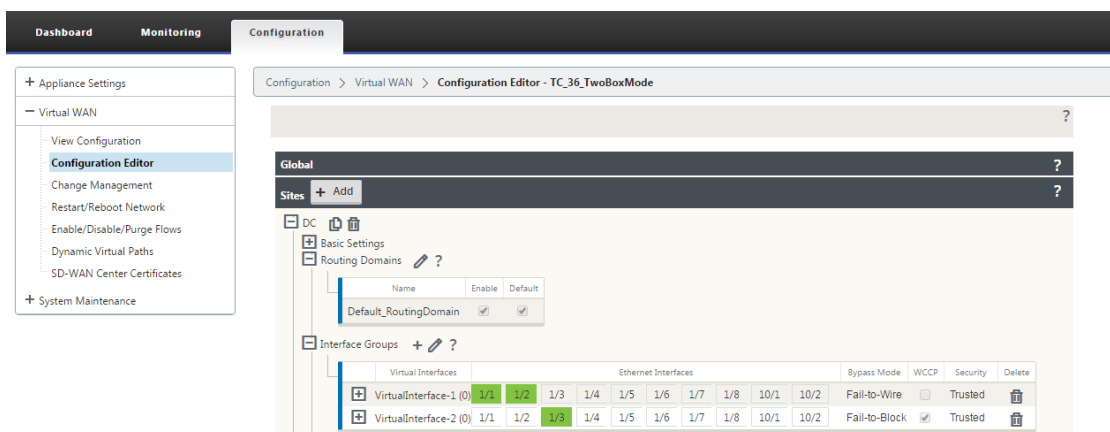 Dashboard Monitoring Configuration
+ Appliance Settings
− Virtual WAN
View Configuration
Configuration Editor
Change Management
Restart/Reboot Network
Enable/Disable/Purge Flows
Dynamic Virtual Paths
SD-WAN Center Certificates
+ System Maintenance
Configuration > Virtual WAN > Configuration Editor - TC_36_TwoBoxMode
?
Global ?
Sites + Add ?
DC
Basic Settings
Routing Domains ?
Name Enable Default
Default_RoutingDomain
Interface Groups + ?
Virtual Interfaces Ethernet Interfaces Bypass Mode WCCP Security Delete
VirtualInterface-1 (0) 1/1 1/2 1/3 1/4 1/5 1/6 1/7 1/8 10/1 10/2 Fail-to-Wire Trusted
VirtualInterface-2 (0) 1/1 1/2 1/3 1/4 1/5 1/6 1/7 1/8 10/1 10/2 Fail-to-Block Trusted